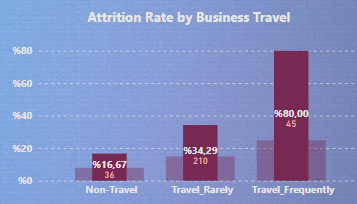 Attrition Rate by Business Travel
%80
%60
%40
%20
%0
%16,67
36
%34,29
210
%80,00
45
Non-Travel
Travel_Rarely
Travel_Frequently